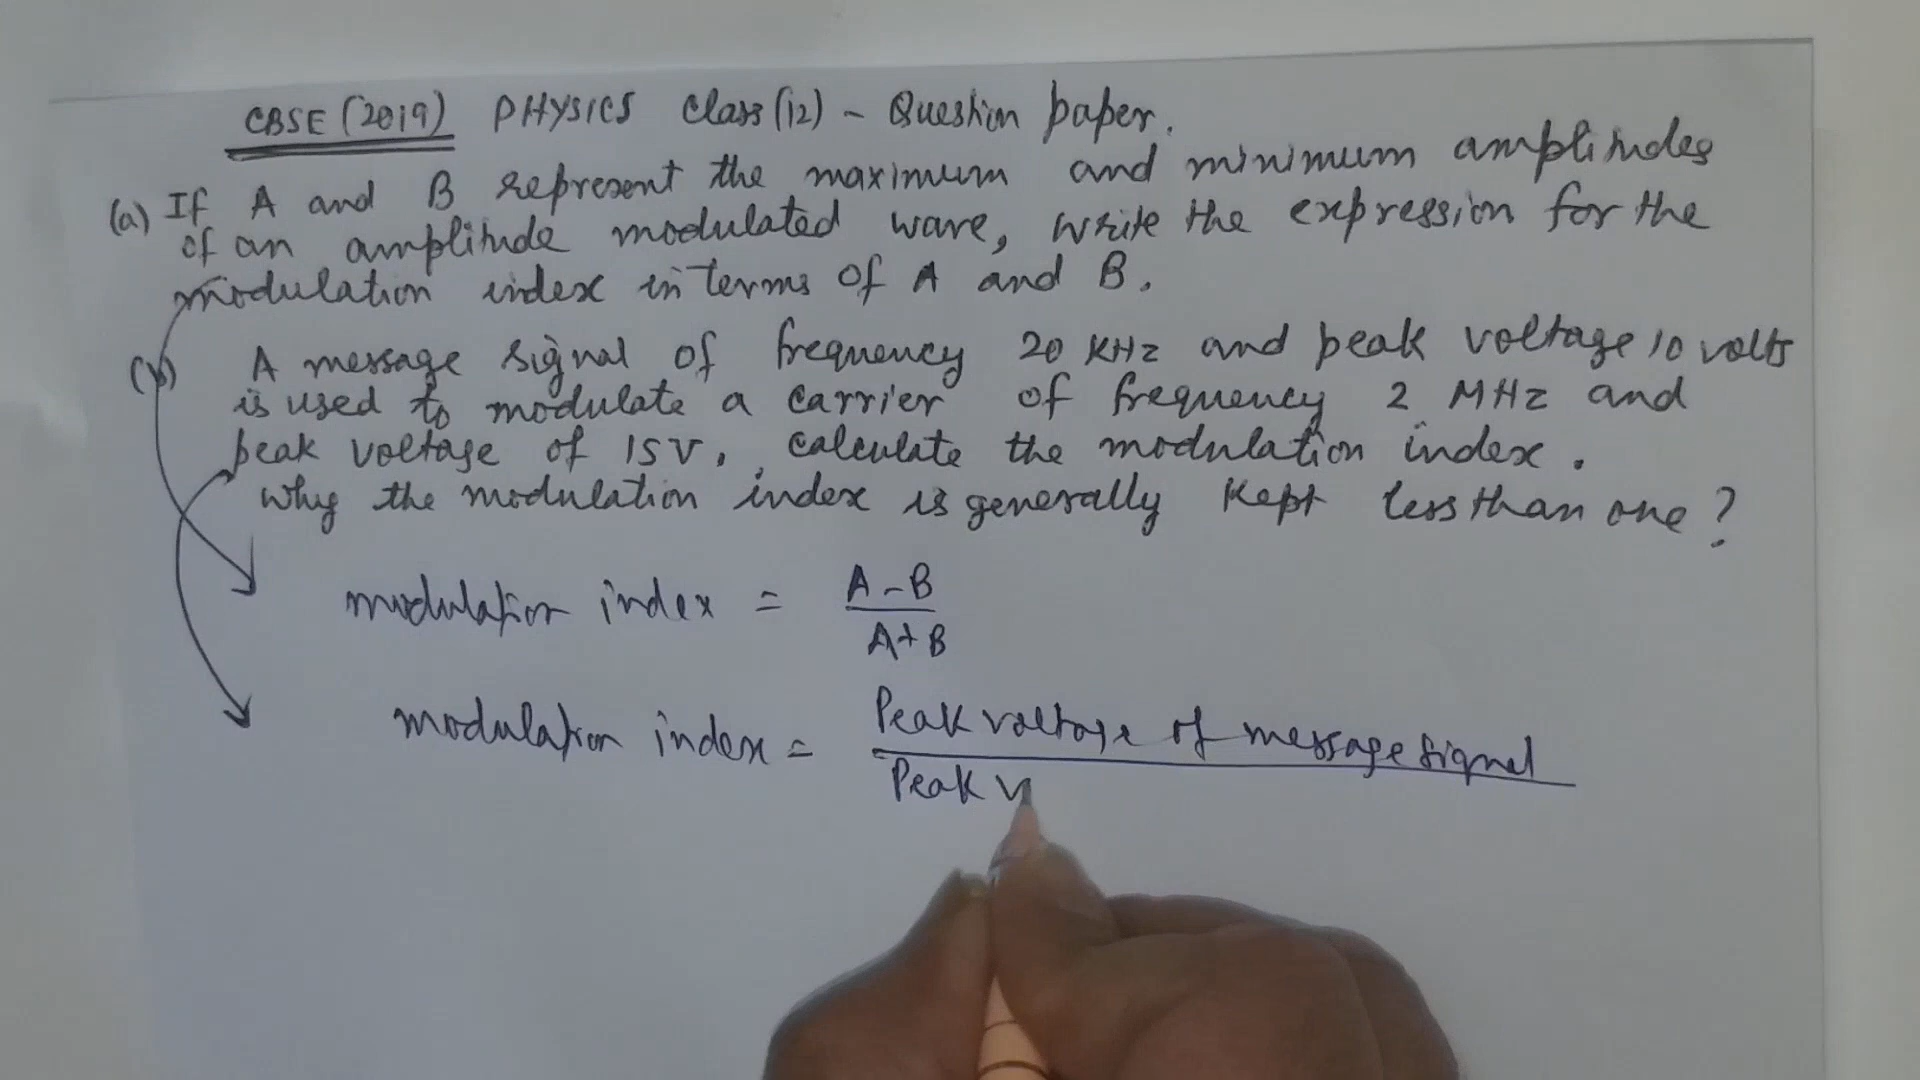 CBSE (2019) PHYSICS Class (12) - Question paper.
(a) If A and B represent the maximum and minimum amplitudes
of an amplitude modulated wave, write the expression for the
modulation index in terms of A and B.
(b) A message signal of frequency 20 KHz and peak voltage 10 volts
is used to modulate a carrier of frequency 2 MHz and
peak voltage of 15V. calculate the modulation index.
why the modulation index is generally kept less than one?
modulation index = A-B
A+B
modulation index = Peak voltage of message signal
Peak v